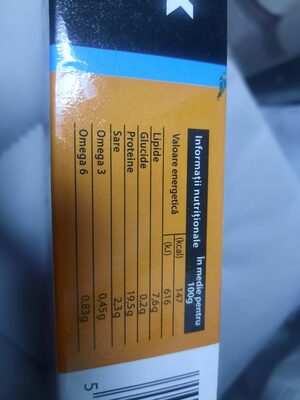 Informații nutriționale În medie pentru
100g
Valoare energetică (kcal) 147
(kJ) 616
Lipide 7,6g
Glucide 0,2g
Proteine 19,5g
Sare 2,3g
Omega 3 0,45g
Omega 6 0,83g
5